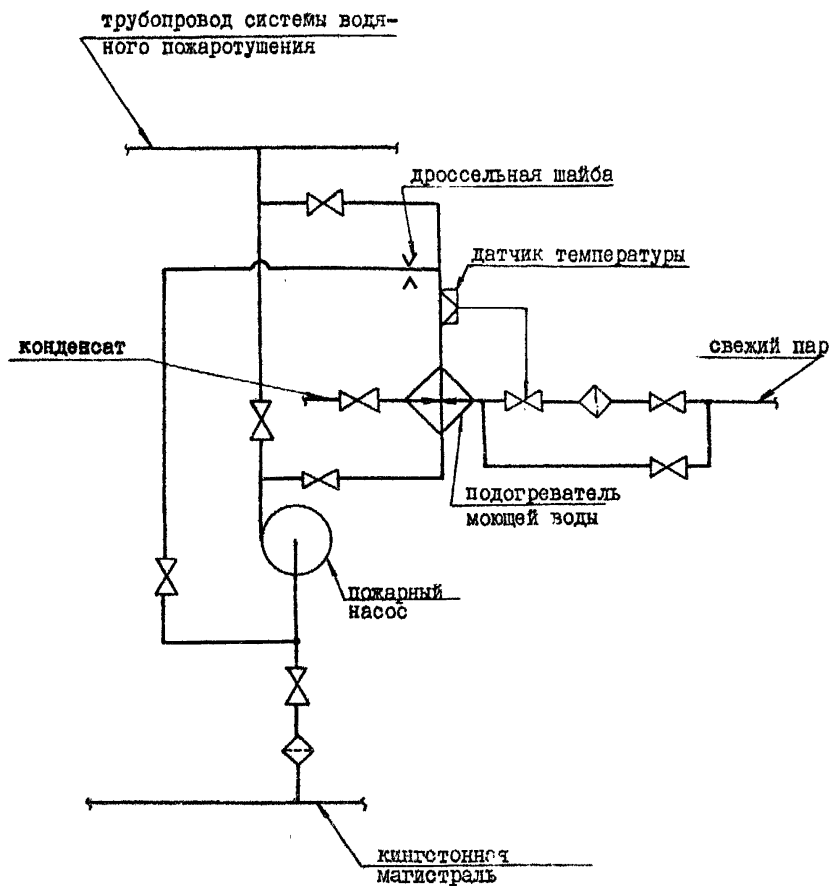 трубопровод системы водя-
ного пожаротушения
дроссельная шайба
датчик температуры
конденсат
свежий пар
подогреватель
моющей воды
пожарный
насос
кингстонная
магистраль